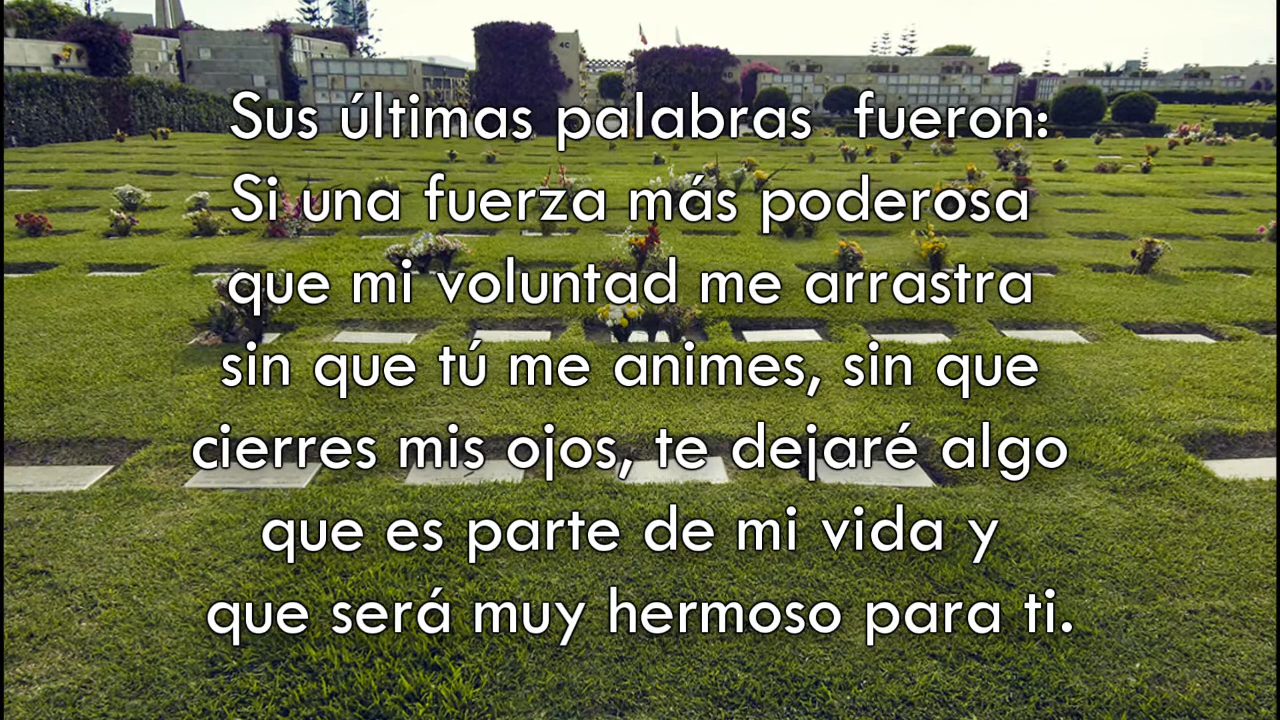 4C
Sus últimas palabras  fueron:
Si una fuerza más poderosa
que mi voluntad me arrastra
sin que tú me animes, sin que
cierres mis ojos, te dejaré algo
que es parte de mi vida y
que será muy hermoso para ti.